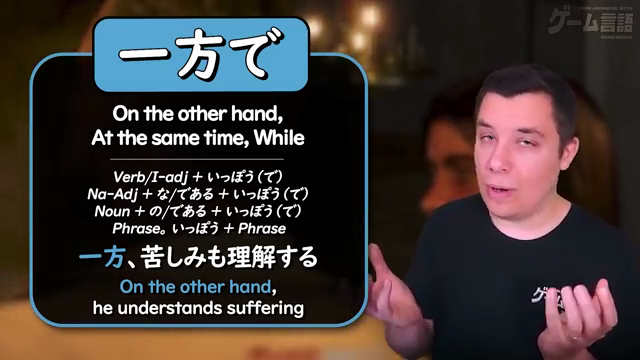 一方で
On the other hand,
At the same time, While
Verb/I-adj + いっぽう（で）
Na-Adj + な/である + いっぽう（で）
Noun + の/である + いっぽう（で）
Phrase。いっぽう + Phrase
一方、苦しみも理解する
On the other hand,
he understands suffering
ゲーム言語